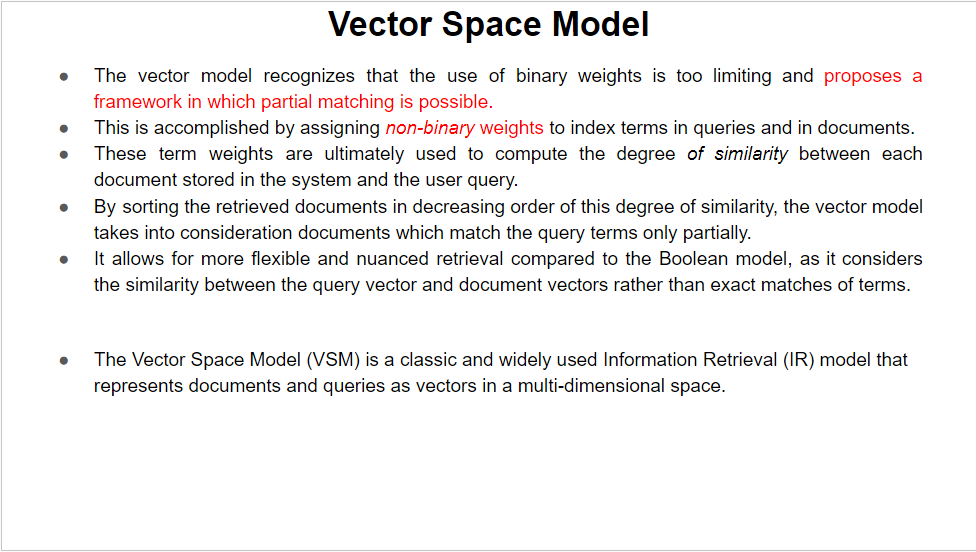 Vector Space Model
● The vector model recognizes that the use of binary weights is too limiting and proposes a
framework in which partial matching is possible.
● This is accomplished by assigning non-binary weights to index terms in queries and in documents.
● These term weights are ultimately used to compute the degree of similarity between each
document stored in the system and the user query.
● By sorting the retrieved documents in decreasing order of this degree of similarity, the vector model
takes into consideration documents which match the query terms only partially.
● It allows for more flexible and nuanced retrieval compared to the Boolean model, as it considers
the similarity between the query vector and document vectors rather than exact matches of terms.
● The Vector Space Model (VSM) is a classic and widely used Information Retrieval (IR) model that
represents documents and queries as vectors in a multi-dimensional space.